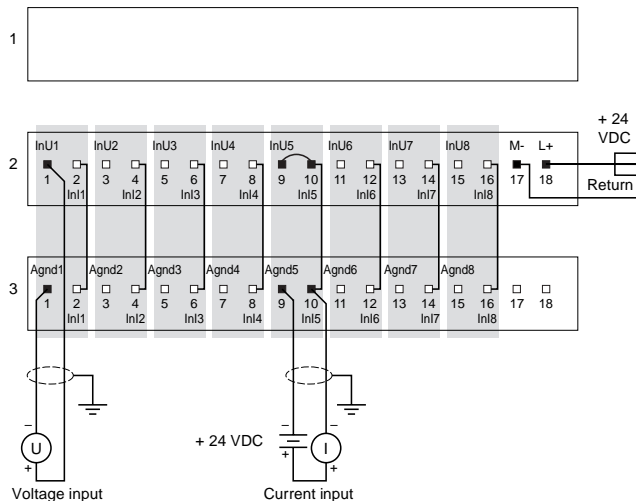 1
+ 24
VDC
InU1 InU2 InU3 InU4 InU5 InU6 InU7 InU8 M- L+
2
1 2 3 4 5 6 7 8 9 10 11 12 13 14 15 16 17 18
InI1 InI2 InI3 InI4 InI5 InI6 InI7 InI8
Return
Agnd1 Agnd2 Agnd3 Agnd4 Agnd5 Agnd6 Agnd7 Agnd8
3
1 2 3 4 5 6 7 8 9 10 11 12 13 14 15 16 17 18
InI1 InI2 InI3 InI4 InI5 InI6 InI7 InI8
– – –
U + 24 VDC I
+ + +
Voltage input Current input